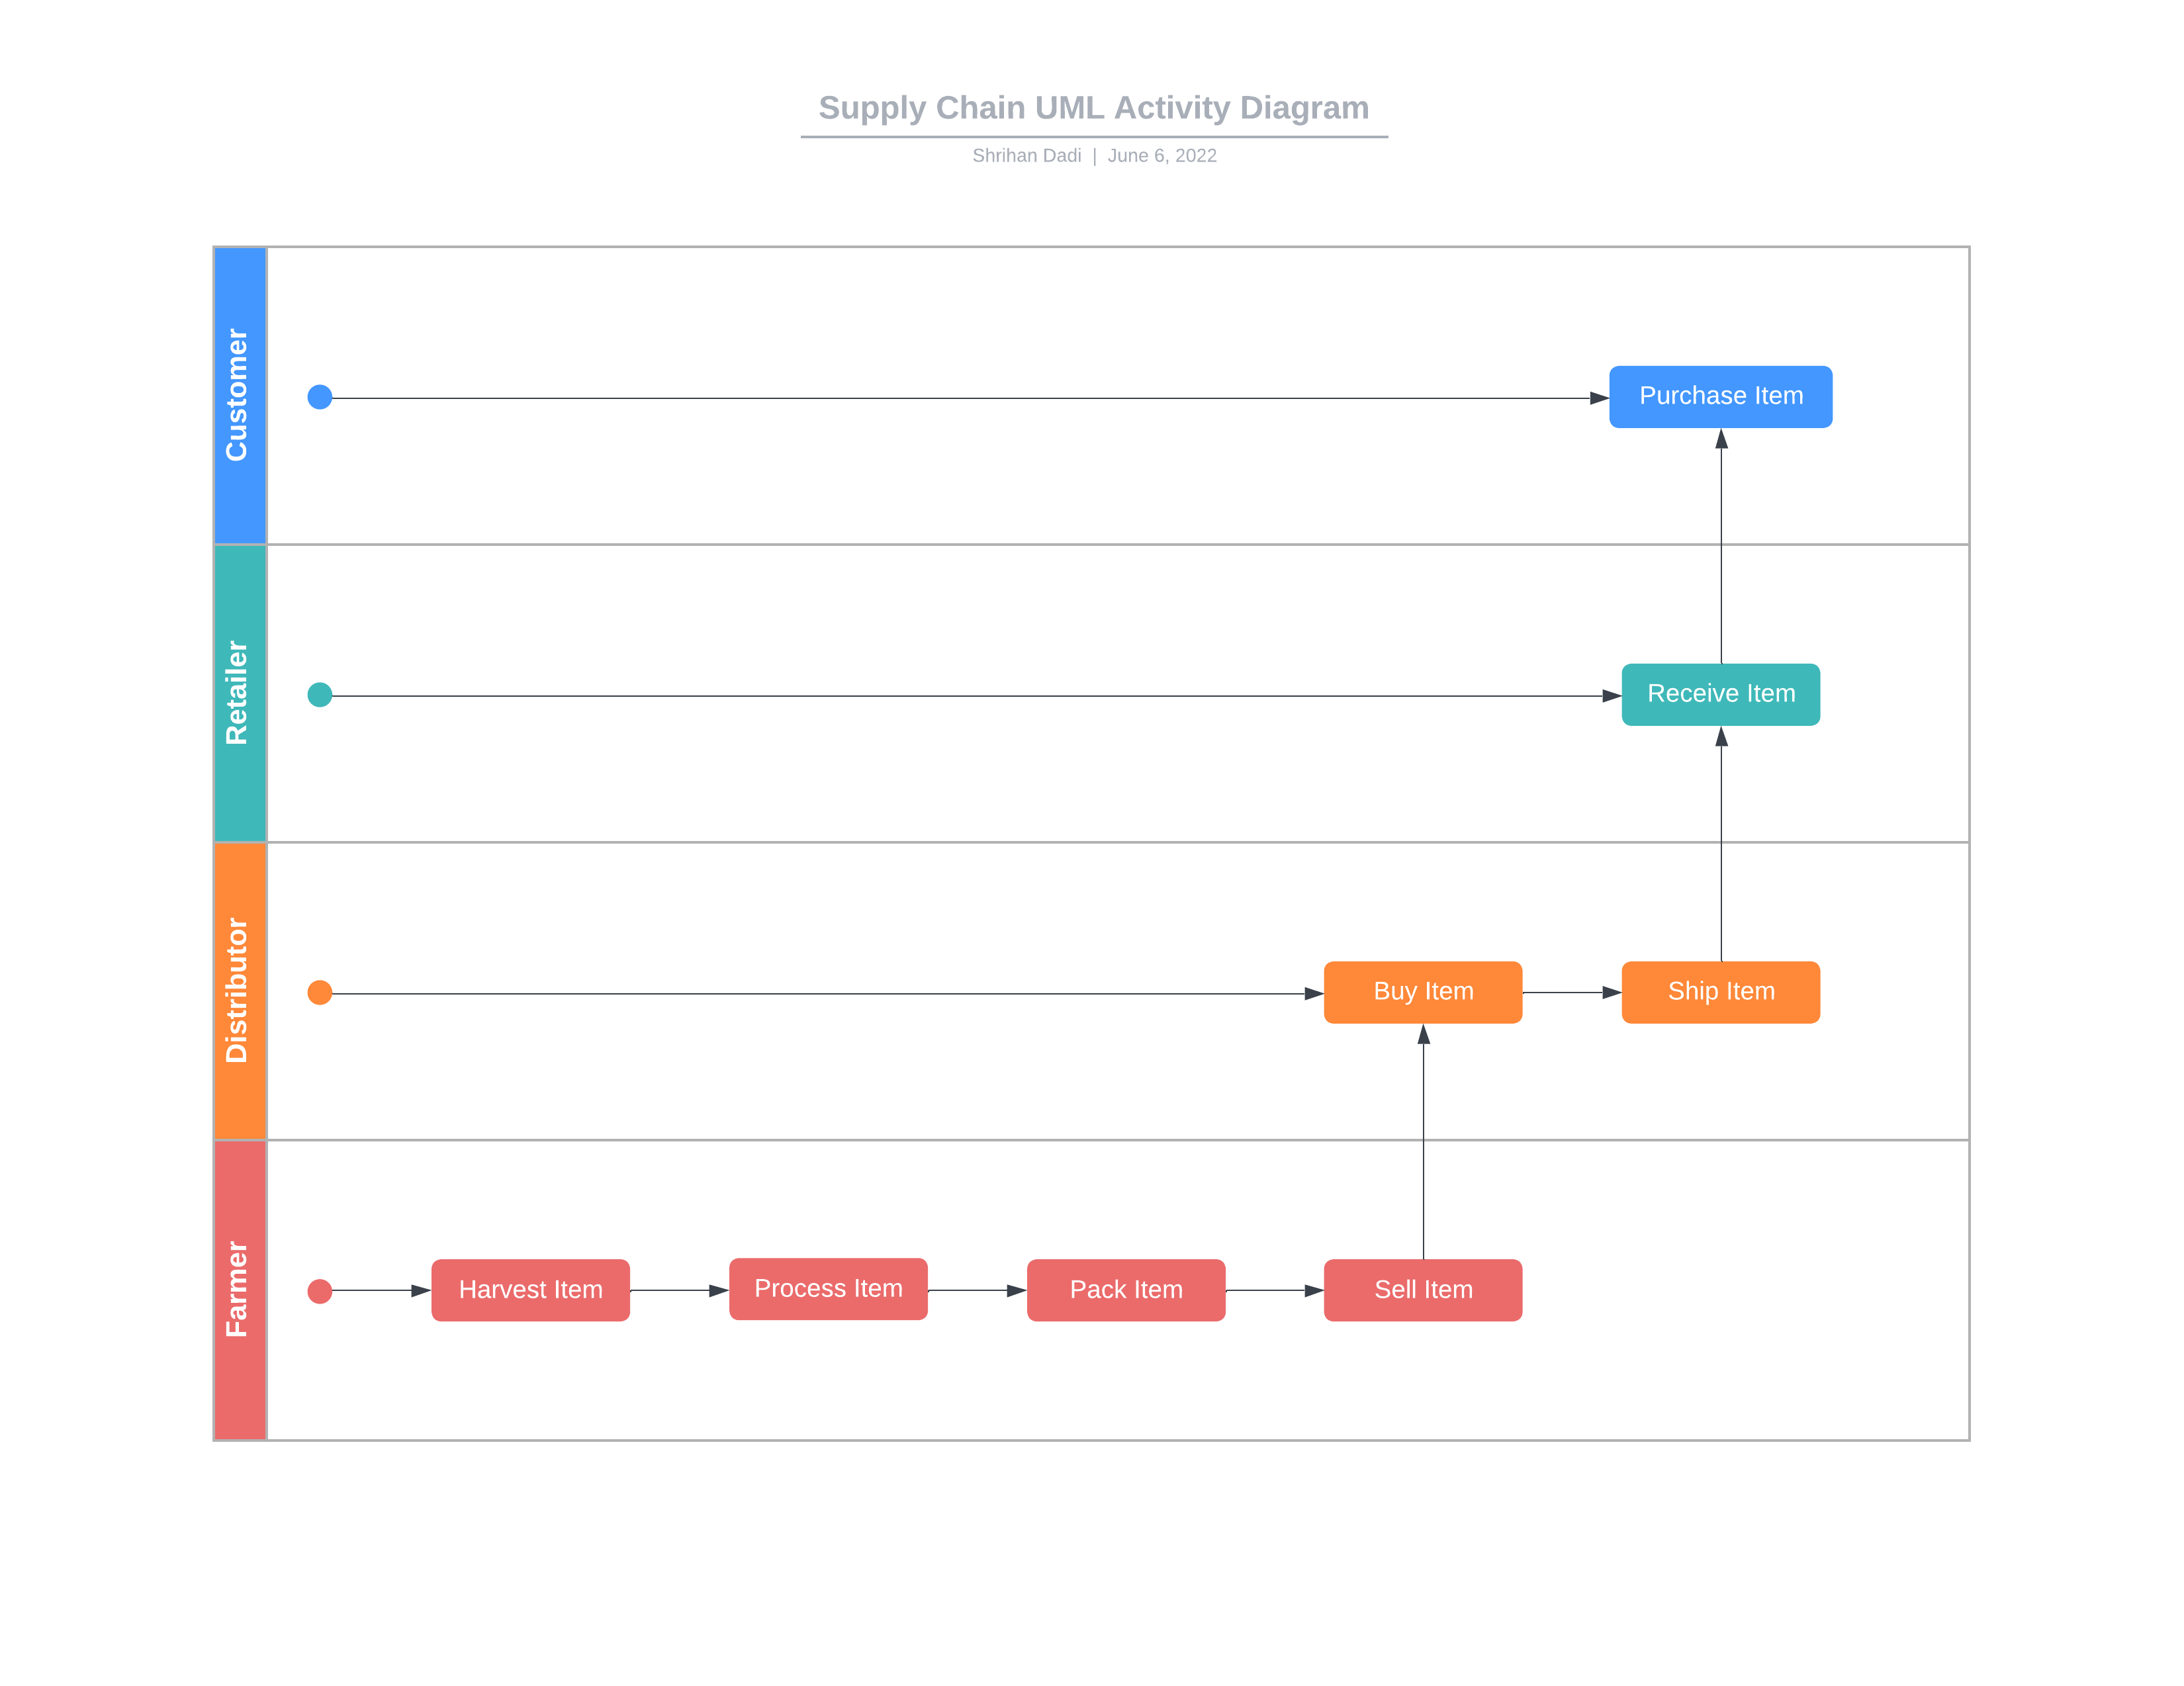 Supply Chain UML Activity Diagram
Shrihan Dadi | June 6, 2022
Customer
Purchase Item
Retailer
Receive Item
Distributor
Buy Item
Ship Item
Farmer
Harvest Item
Process Item
Pack Item
Sell Item